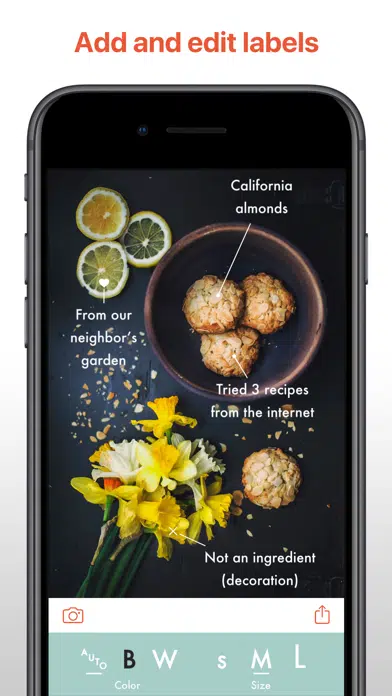 Add and edit labels
California
almonds
From our
neighbor's
garden
Tried 3 recipes
from the internet
Not an ingredient
(decoration)
AUTO B W S M L
Color Size